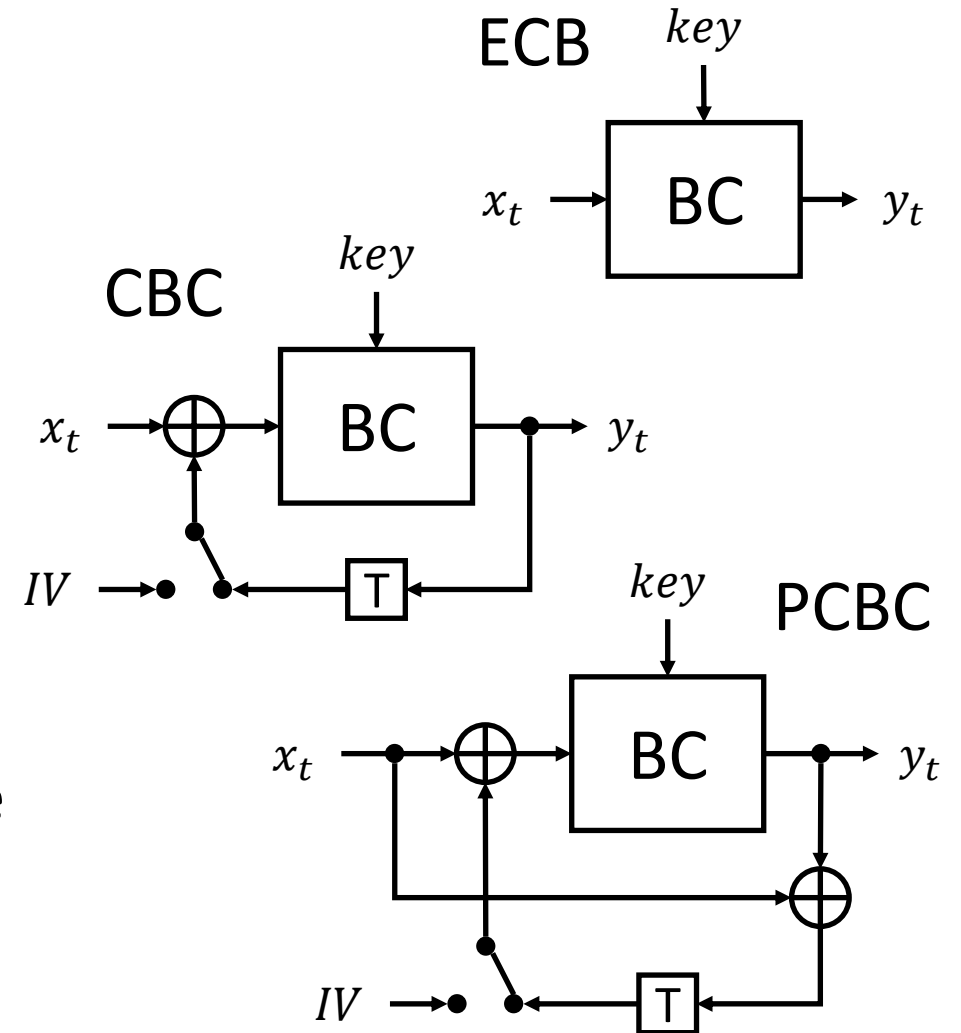 ECB
key
x_t BC y_t
CBC
key
x_t ⊕ BC y_t
IV T
PCBC
key
x_t ⊕ BC y_t
⊕
IV T